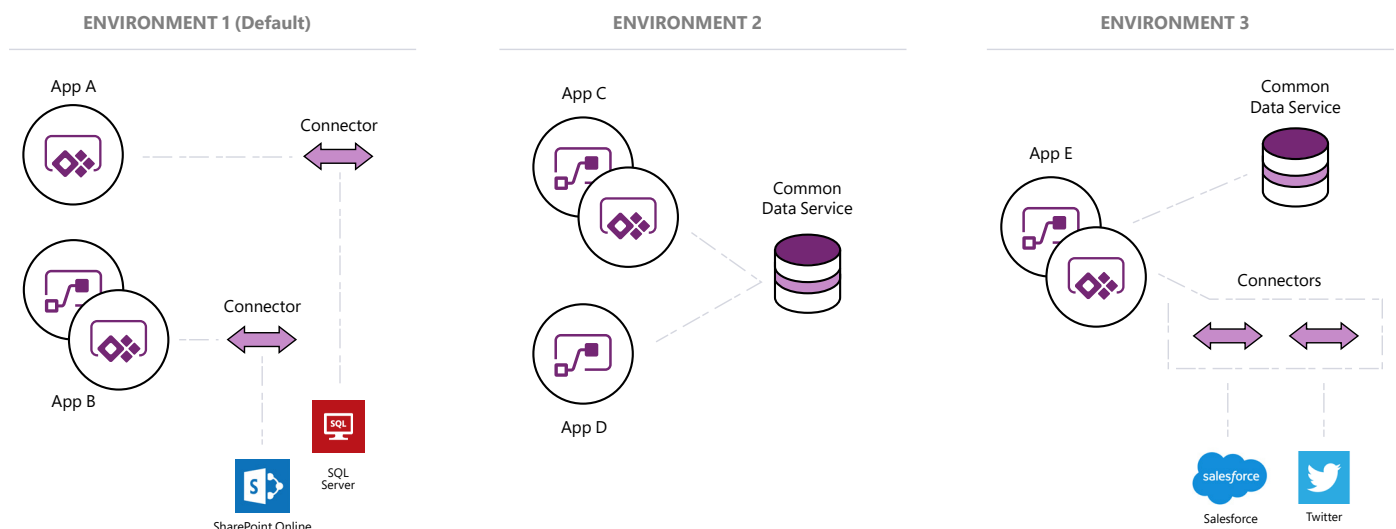 ENVIRONMENT 1 (Default)
App A
Connector
App B
Connector
SQL
SQL
Server
S
SharePoint Online
ENVIRONMENT 2
App C
Common
Data Service
App D
ENVIRONMENT 3
Common
Data Service
App E
Connectors
salesforce
Salesforce
Twitter